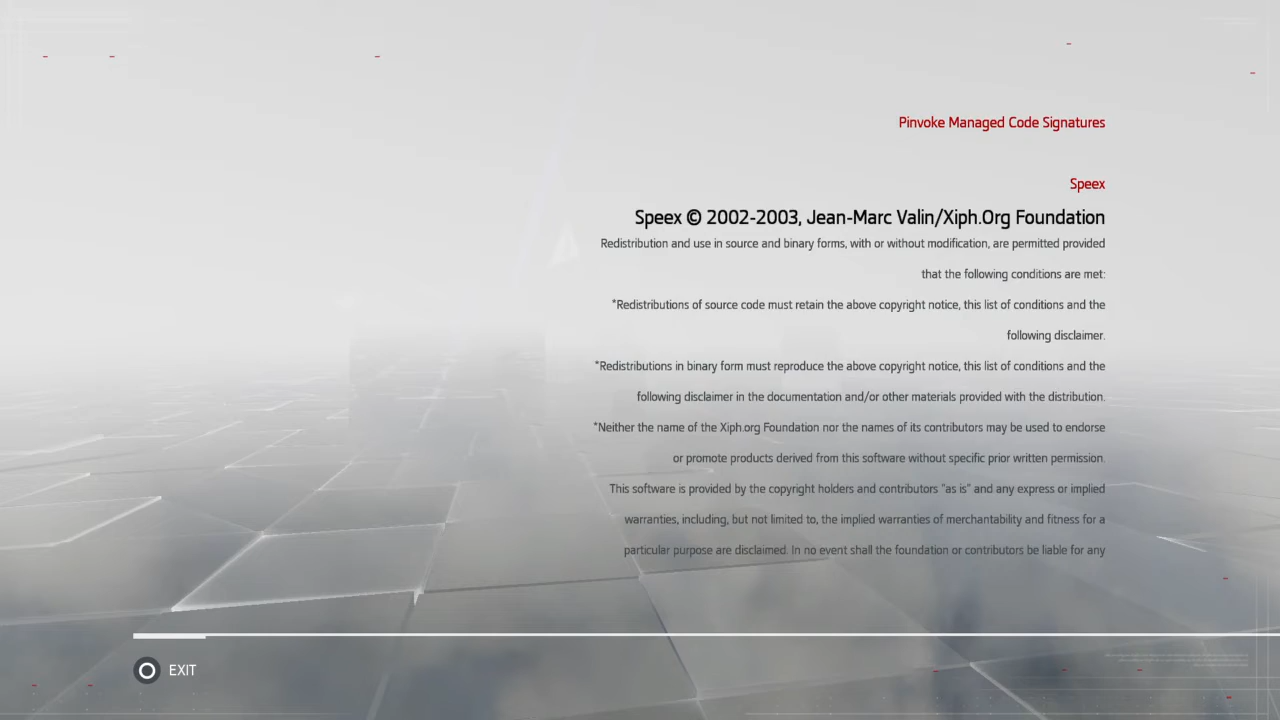 Pinvoke Managed Code Signatures
Speex
Speex © 2002-2003, Jean-Marc Valin/Xiph.Org Foundation
Redistribution and use in source and binary forms, with or without modification, are permitted provided
that the following conditions are met:
*Redistributions of source code must retain the above copyright notice, this list of conditions and the
following disclaimer.
*Redistributions in binary form must reproduce the above copyright notice, this list of conditions and the
following disclaimer in the documentation and/or other materials provided with the distribution.
*Neither the name of the Xiph.org Foundation nor the names of its contributors may be used to endorse
or promote products derived from this software without specific prior written permission.
This software is provided by the copyright holders and contributors "as is" and any express or implied
warranties, including, but not limited to, the implied warranties of merchantability and fitness for a
particular purpose are disclaimed. In no event shall the foundation or contributors be liable for any
EXIT